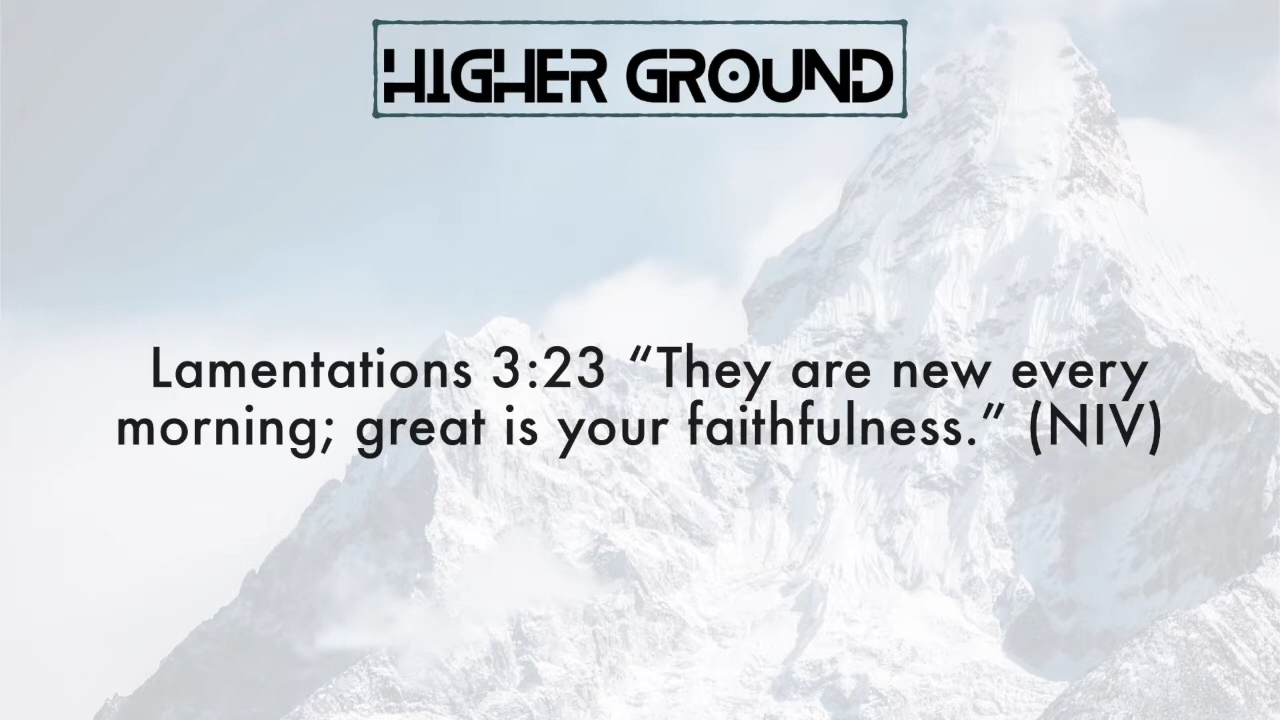 HIGHER GROUND
Lamentations 3:23 “They are new every
morning; great is your faithfulness.” (NIV)